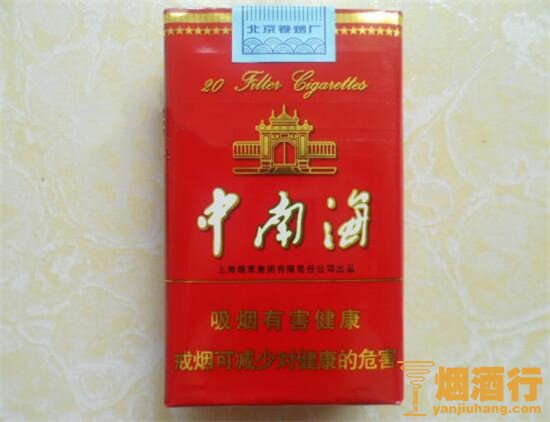 北京卷烟厂
20 Filter Cigarettes
中南海
上海烟草集团有限责任公司出品
吸烟有害健康
戒烟可减少对健康的危害
烟酒行
yanjiuhang.com